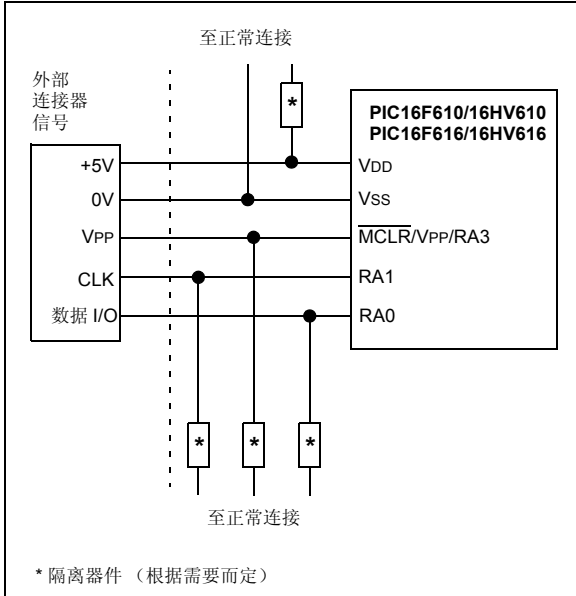 至正常连接
外部
连接器
信号
*
PIC16F610/16HV610
PIC16F616/16HV616
+5V
VDD
0V
VSS
VPP
MCLR/VPP/RA3
CLK
RA1
数据 I/O
RA0
* * *
至正常连接
* 隔离器件 （根据需要而定）